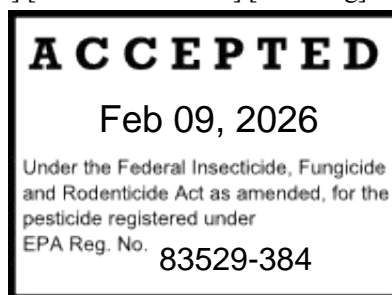 ACCEPTED
Feb 09, 2026
Under the Federal Insecticide, Fungicide
and Rodenticide Act as amended, for the
pesticide registered under
EPA Reg. No. 83529-384